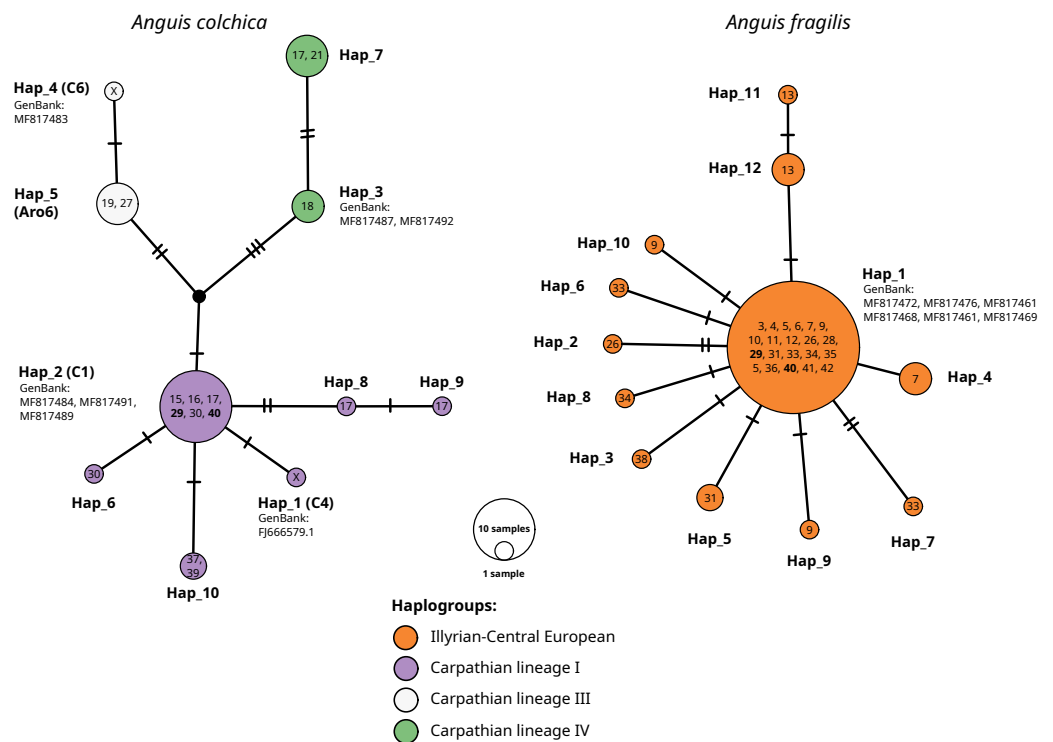 Anguis colchica
Hap_4 (C6)
GenBank:
MF817483
X
17, 21
Hap_7
Hap_5
(Aro6)
19, 27
18
Hap_3
GenBank:
MF817487, MF817492
Hap_2 (C1)
GenBank:
MF817484, MF817491,
MF817489
15, 16, 17,
29, 30, 40
Hap_8
17
Hap_9
17
30
Hap_6
X
Hap_1 (C4)
GenBank:
FJ666579.1
37,
39
Hap_10
Anguis fragilis
Hap_11
13
Hap_12
13
Hap_10
9
Hap_6
33
Hap_2
26
Hap_8
34
Hap_3
38
3, 4, 5, 6, 7, 9,
10, 11, 12, 26, 28,
29, 31, 33, 34, 35
5, 36, 40, 41, 42
Hap_1
GenBank:
MF817472, MF817476, MF817461
MF817468, MF817461, MF817469
7
Hap_4
31
Hap_5
9
Hap_9
33
Hap_7
10 samples
1 sample
Haplogroups:
Illyrian-Central European
Carpathian lineage I
Carpathian lineage III
Carpathian lineage IV